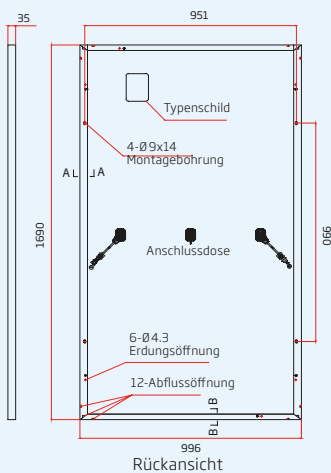 35
951
Typenschild
4-Ø9x14
Montagebohrung
A A
1690
990
Anschlussdose
6-Ø4.3
Erdungsöffnung
12-Abflussöffnung
B
B
996
Rückansicht